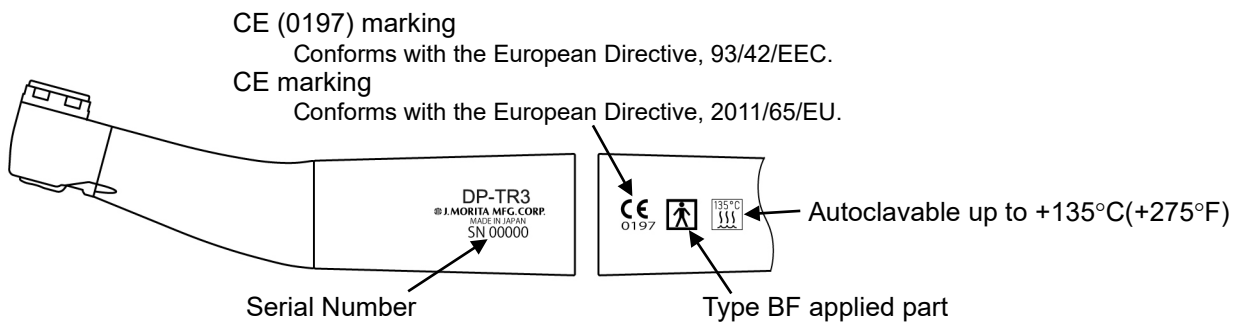 CE (0197) marking
Conforms with the European Directive, 93/42/EEC.
CE marking
Conforms with the European Directive, 2011/65/EU.
DP-TR3
J. MORITA MFG. CORP.
MADE IN JAPAN
SN 00000
CE
0197
135°C
Autoclavable up to +135°C(+275°F)
Serial Number
Type BF applied part